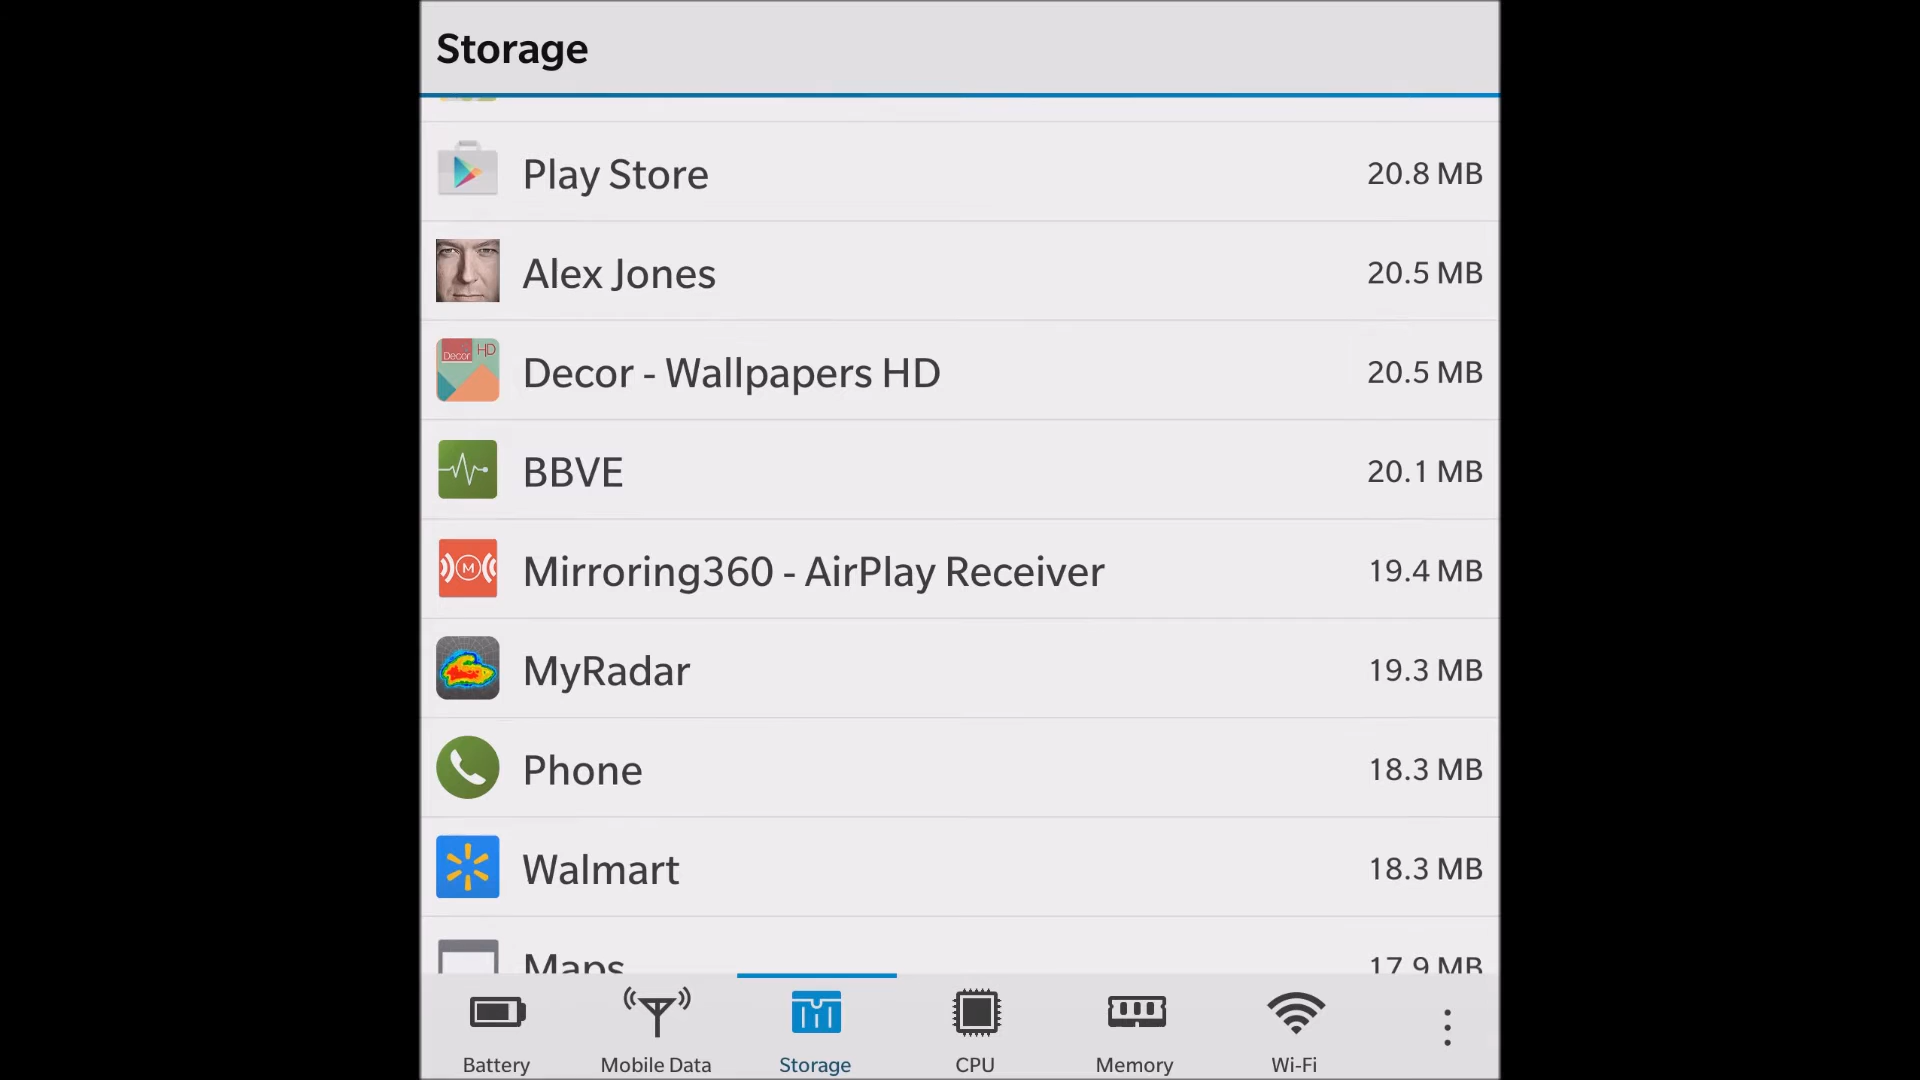 Storage
Play Store 20.8 MB
Alex Jones 20.5 MB
Decor HD
Decor - Wallpapers HD 20.5 MB
BBVE 20.1 MB
M
Mirroring360 - AirPlay Receiver 19.4 MB
MyRadar 19.3 MB
Phone 18.3 MB
Walmart 18.3 MB
Maps 17.9 MB
Battery Mobile Data Storage CPU Memory Wi-Fi